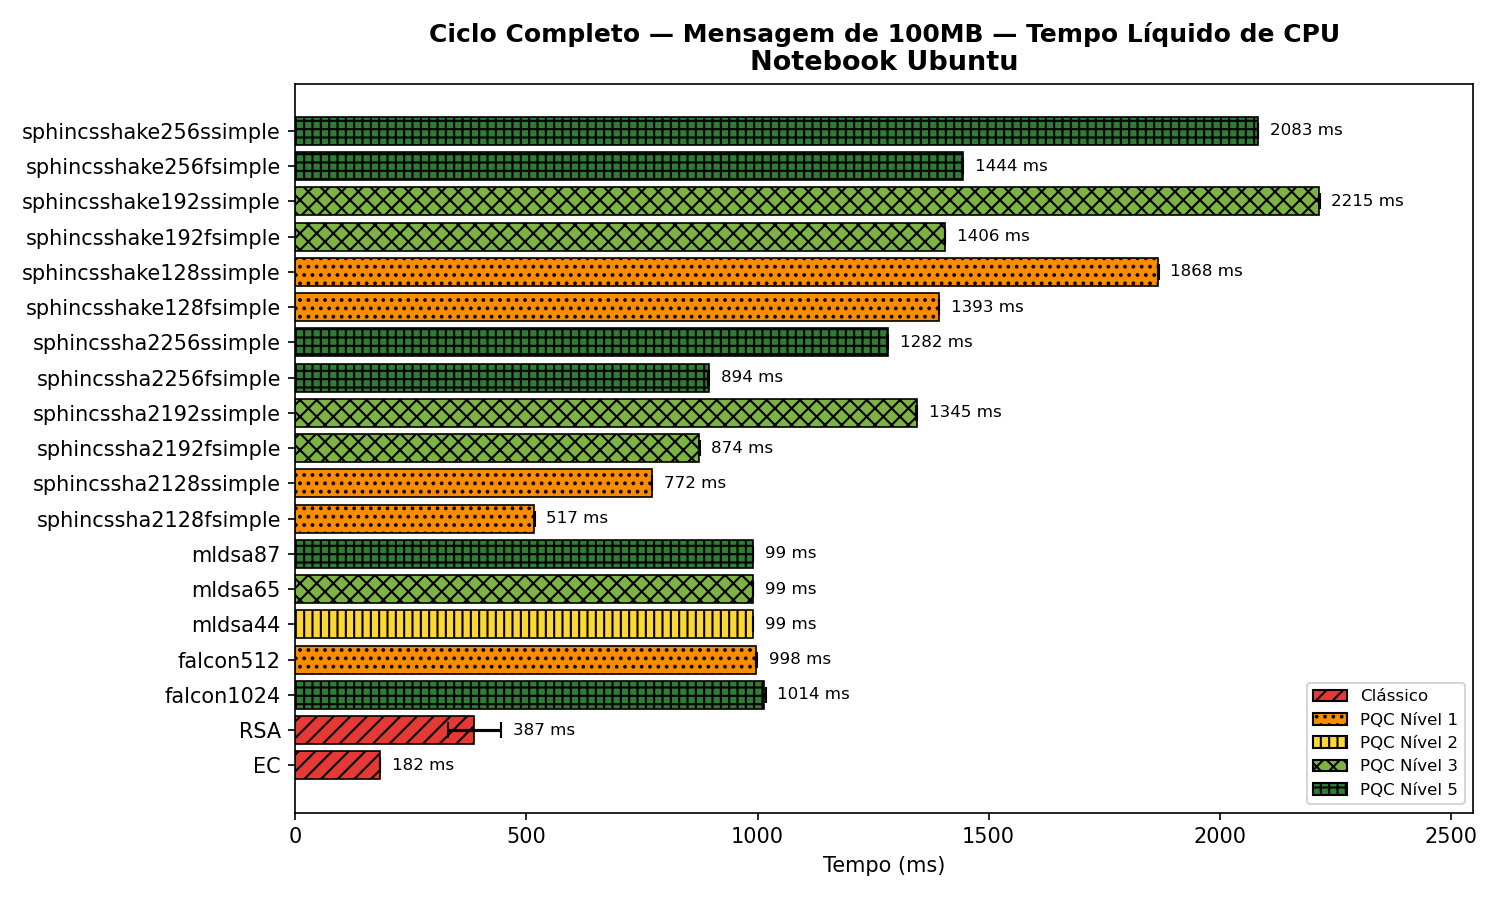 Ciclo Completo — Mensagem de 100MB — Tempo Líquido de CPU
Notebook Ubuntu
sphincsshake256ssimple 2083 ms
sphincsshake256fsimple 1444 ms
sphincsshake192ssimple 2215 ms
sphincsshake192fsimple 1406 ms
sphincsshake128ssimple 1868 ms
sphincsshake128fsimple 1393 ms
sphincssha2256ssimple 1282 ms
sphincssha2256fsimple 894 ms
sphincssha2192ssimple 1345 ms
sphincssha2192fsimple 874 ms
sphincssha2128ssimple 772 ms
sphincssha2128fsimple 517 ms
mldsa87 99 ms
mldsa65 99 ms
mldsa44 99 ms
falcon512 998 ms
falcon1024 1014 ms
RSA 387 ms
EC 182 ms
Clássico
PQC Nível 1
PQC Nível 2
PQC Nível 3
PQC Nível 5
0 500 1000 1500 2000 2500
Tempo (ms)